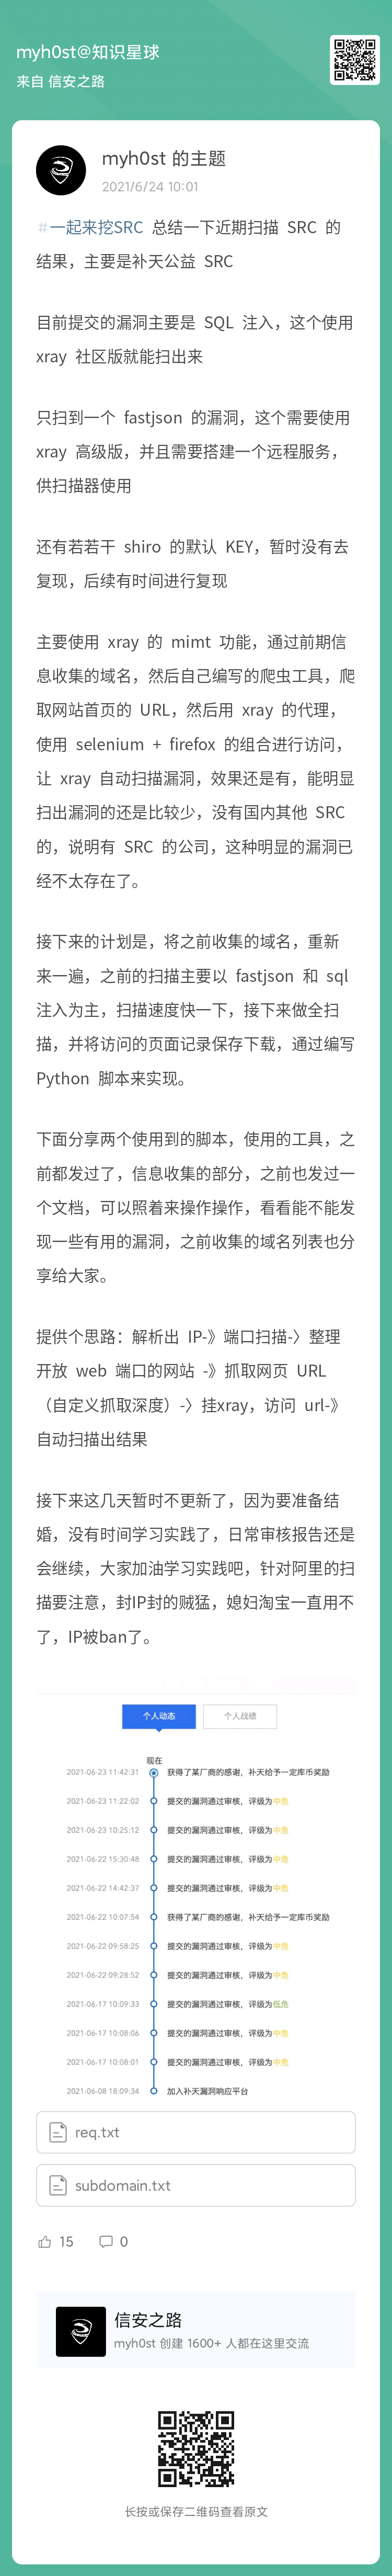 myh0st@知识星球
来自 信安之路
myh0st 的主题
2021/6/24 10:01
#一起来挖SRC 总结一下近期扫描 SRC 的
结果，主要是补天公益 SRC
目前提交的漏洞主要是 SQL 注入，这个使用
xray 社区版就能扫出来
只扫到一个 fastjson 的漏洞，这个需要使用
xray 高级版，并且需要搭建一个远程服务，
供扫描器使用
还有若若干 shiro 的默认 KEY，暂时没有去
复现，后续有时间进行复现
主要使用 xray 的 mimt 功能，通过前期信
息收集的域名，然后自己编写的爬虫工具，爬
取网站首页的 URL，然后用 xray 的代理，
使用 selenium + firefox 的组合进行访问，
让 xray 自动扫描漏洞，效果还是有，能明显
扫出漏洞的还是比较少，没有国内其他 SRC
的，说明有 SRC 的公司，这种明显的漏洞已
经不太存在了。
接下来的计划是，将之前收集的域名，重新
来一遍，之前的扫描主要以 fastjson 和 sql
注入为主，扫描速度快一下，接下来做全扫
描，并将访问的页面记录保存下载，通过编写
Python 脚本来实现。
下面分享两个使用到的脚本，使用的工具，之
前都发过了，信息收集的部分，之前也发过一
个文档，可以照着来操作操作，看看能不能发
现一些有用的漏洞，之前收集的域名列表也分
享给大家。
提供个思路：解析出 IP-》端口扫描-〉整理
开放 web 端口的网站 -》抓取网页 URL
（自定义抓取深度）-〉挂xray，访问 url-》
自动扫描出结果
接下来这几天暂时不更新了，因为要准备结
婚，没有时间学习实践了，日常审核报告还是
会继续，大家加油学习实践吧，针对阿里的扫
描要注意，封IP封的贼猛，媳妇淘宝一直用不
了，IP被ban了。
个人动态 个人战绩
现在
2021-06-23 11:42:31 获得了某厂商的感谢，补天给予一定库币奖励
2021-06-23 11:22:02 提交的漏洞通过审核，评级为中危
2021-06-23 10:25:12 提交的漏洞通过审核，评级为中危
2021-06-22 15:30:48 提交的漏洞通过审核，评级为中危
2021-06-22 14:42:37 提交的漏洞通过审核，评级为中危
2021-06-22 10:07:54 获得了某厂商的感谢，补天给予一定库币奖励
2021-06-22 09:58:25 提交的漏洞通过审核，评级为中危
2021-06-22 09:28:52 提交的漏洞通过审核，评级为中危
2021-06-17 10:09:33 提交的漏洞通过审核，评级为低危
2021-06-17 10:08:06 提交的漏洞通过审核，评级为中危
2021-06-17 10:08:01 提交的漏洞通过审核，评级为中危
2021-06-08 18:09:34 加入补天漏洞响应平台
req.txt
subdomain.txt
15 0
信安之路
myh0st 创建 1600+ 人都在这里交流
长按或保存二维码查看原文